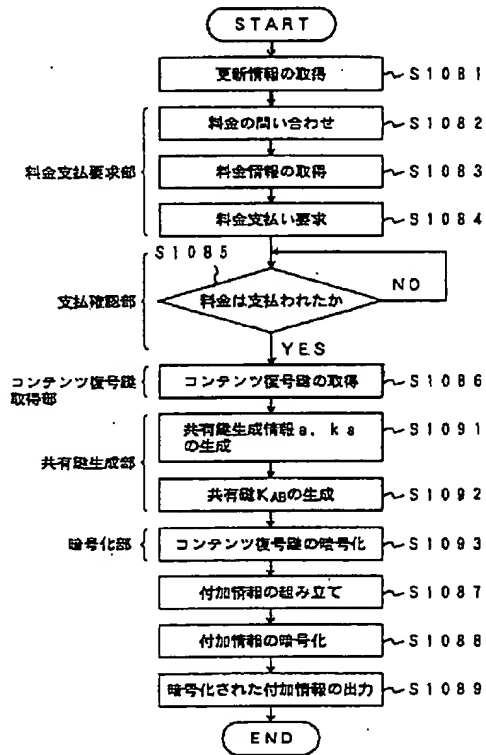 START
更新情報の取得 S1081
料金の問い合わせ S1082
料金支払要求部 料金情報の取得 S1083
料金支払い要求 S1084
S1085
支払確認部 料金は支払われたか NO
YES
コンテンツ復号鍵取得部 コンテンツ復号鍵の取得 S1086
共有鍵生成部 共有鍵生成情報a, ka
の生成 S1091
共有鍵KABの生成 S1092
暗号化部 コンテンツ復号鍵の暗号化 S1093
付加情報の組み立て S1087
付加情報の暗号化 S1088
暗号化された付加情報の出力 S1089
END